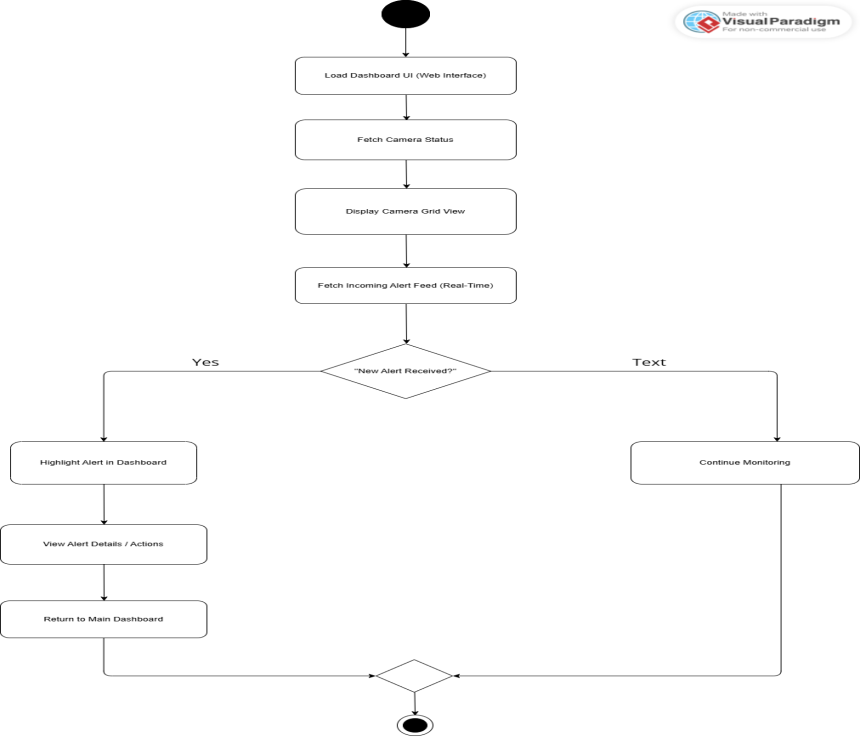 Made with
VisualParadigm
For non-commercial use
Load Dashboard UI (Web Interface)
Fetch Camera Status
Display Camera Grid View
Fetch Incoming Alert Feed (Real-Time)
"New Alert Received?"
Yes
Text
Highlight Alert in Dashboard
Continue Monitoring
View Alert Details / Actions
Return to Main Dashboard